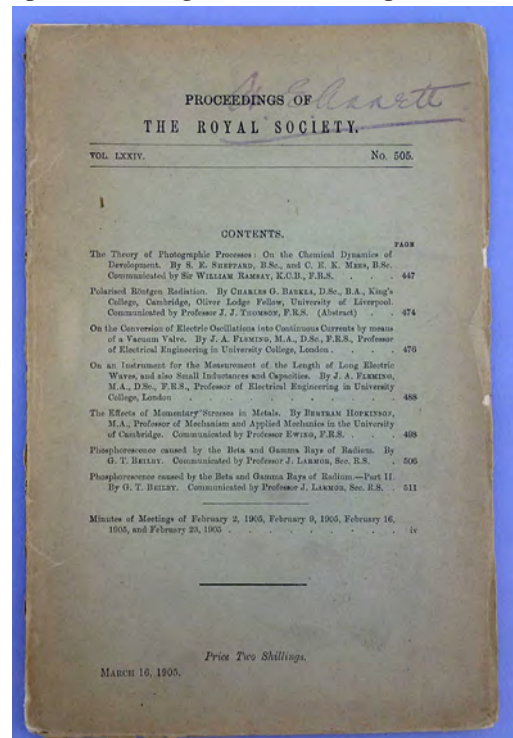 PROCEEDINGS OF
THE ROYAL SOCIETY.
VOL. LXXIV. No. 505.
CONTENTS.
PAGE
The Theory of Photographic Processes: On the Chemical Dynamics of
Development. By S. E. SHEPPARD, B.Sc., and C. E. K. MEES, B.Sc.
Communicated by Sir WILLIAM RAMSAY, K.C.B., F.R.S. . . . 447
Polarised Röntgen Radiation. By CHARLES G. BARKLA, D.Sc., B.A., King's
College, Cambridge, Oliver Lodge Fellow, University of Liverpool.
Communicated by Professor J. J. THOMSON, F.R.S. (Abstract) . . 474
On the Conversion of Electric Oscillations into Continuous Currents by means
of a Vacuum Valve. By J. A. FLEMING, M.A., D.Sc., F.R.S., Professor
of Electrical Engineering in University College, London . . . . 476
On an Instrument for the Measurement of the Length of Long Electric
Waves, and also Small Inductances and Capacities. By J. A. FLEMING,
M.A., D.Sc., F.R.S., Professor of Electrical Engineering in University
College, London . . . . . . . . . . 488
The Effects of Momentary Stresses in Metals. By BERTRAM HOPKINSON,
M.A., Professor of Mechanism and Applied Mechanics in the University
of Cambridge. Communicated by Professor EWING, F.R.S. . . . 498
Phosphorescence caused by the Beta and Gamma Rays of Radium. By
G. T. BEILBY. Communicated by Professor J. LARMOR, Sec. R.S. . 506
Phosphorescence caused by the Beta and Gamma Rays of Radium.—Part II.
By G. T. BEILBY. Communicated by Professor J. LARMOR, Sec. R.S. . 511
Minutes of Meetings of February 2, 1905, February 9, 1905, February 16,
1905, and February 23, 1905 . . . . . . . . . iv
Price Two Shillings.
MARCH 16, 1905.